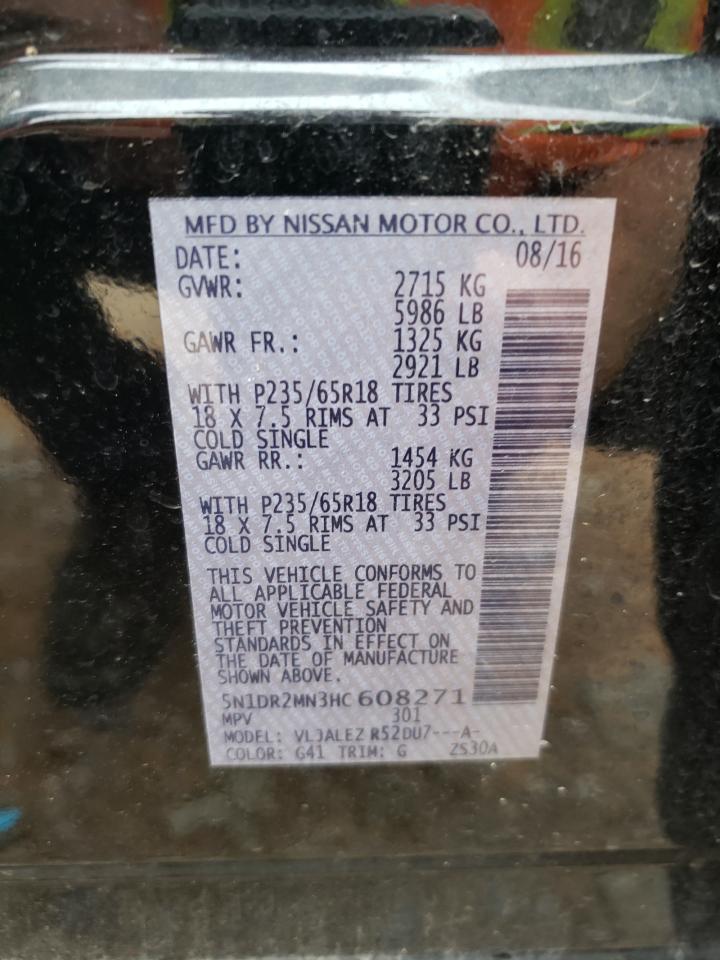 MFD BY NISSAN MOTOR CO., LTD.
DATE: 08/16
GVWR: 2715 KG
5986 LB
GAWR FR.: 1325 KG
2921 LB
WITH P235/65R18 TIRES
18 X 7.5 RIMS AT 33 PSI
COLD SINGLE
GAWR RR.: 1454 KG
3205 LB
WITH P235/65R18 TIRES
18 X 7.5 RIMS AT 33 PSI
COLD SINGLE
THIS VEHICLE CONFORMS TO
ALL APPLICABLE FEDERAL
MOTOR VEHICLE SAFETY AND
THEFT PREVENTION
STANDARDS IN EFFECT ON
THE DATE OF MANUFACTURE
SHOWN ABOVE.
5N1DR2MN3HC 608271
MPV 301
MODEL: VLJALEZ R52DU7---A-
COLOR: G41 TRIM: G ZS30A